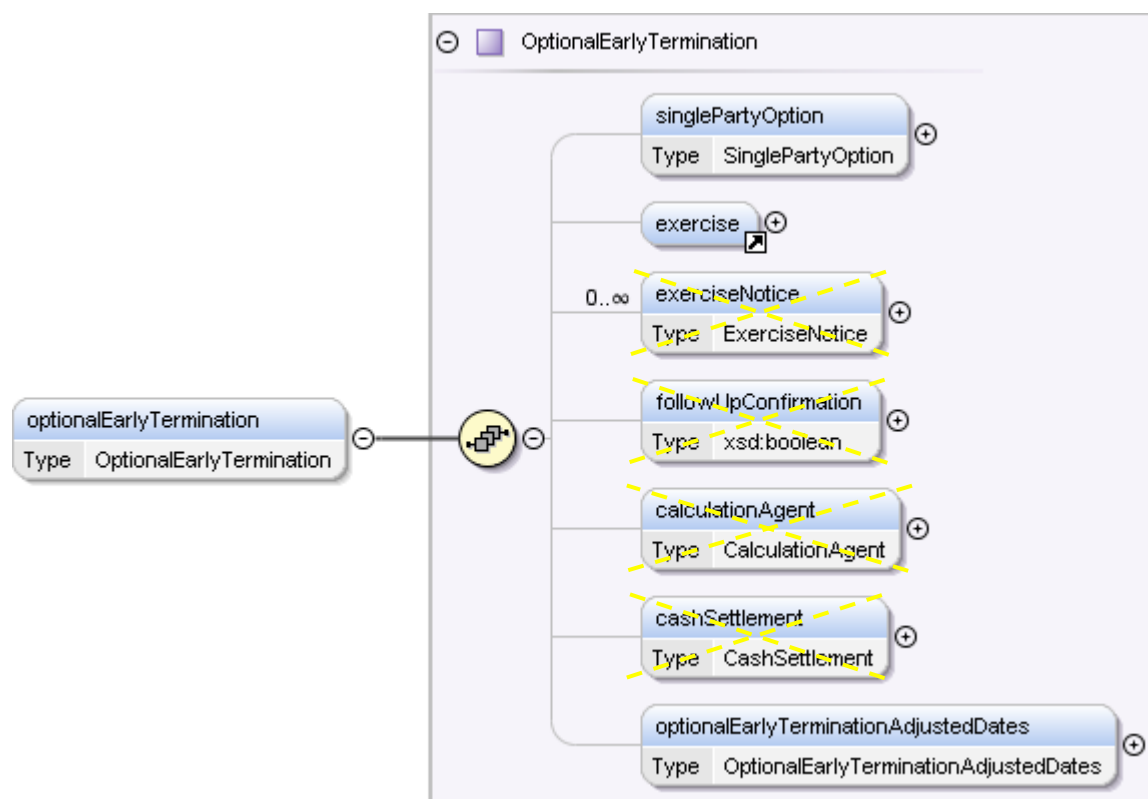 OptionalEarlyTermination
singlePartyOption
Type SinglePartyOption
exercise
0..∞
exerciseNotice
Type ExerciseNotice
followUpConfirmation
Type xsd:boolean
optionalEarlyTermination
Type OptionalEarlyTermination
calculationAgent
Type CalculationAgent
cashSettlement
Type CashSettlement
optionalEarlyTerminationAdjustedDates
Type OptionalEarlyTerminationAdjustedDates